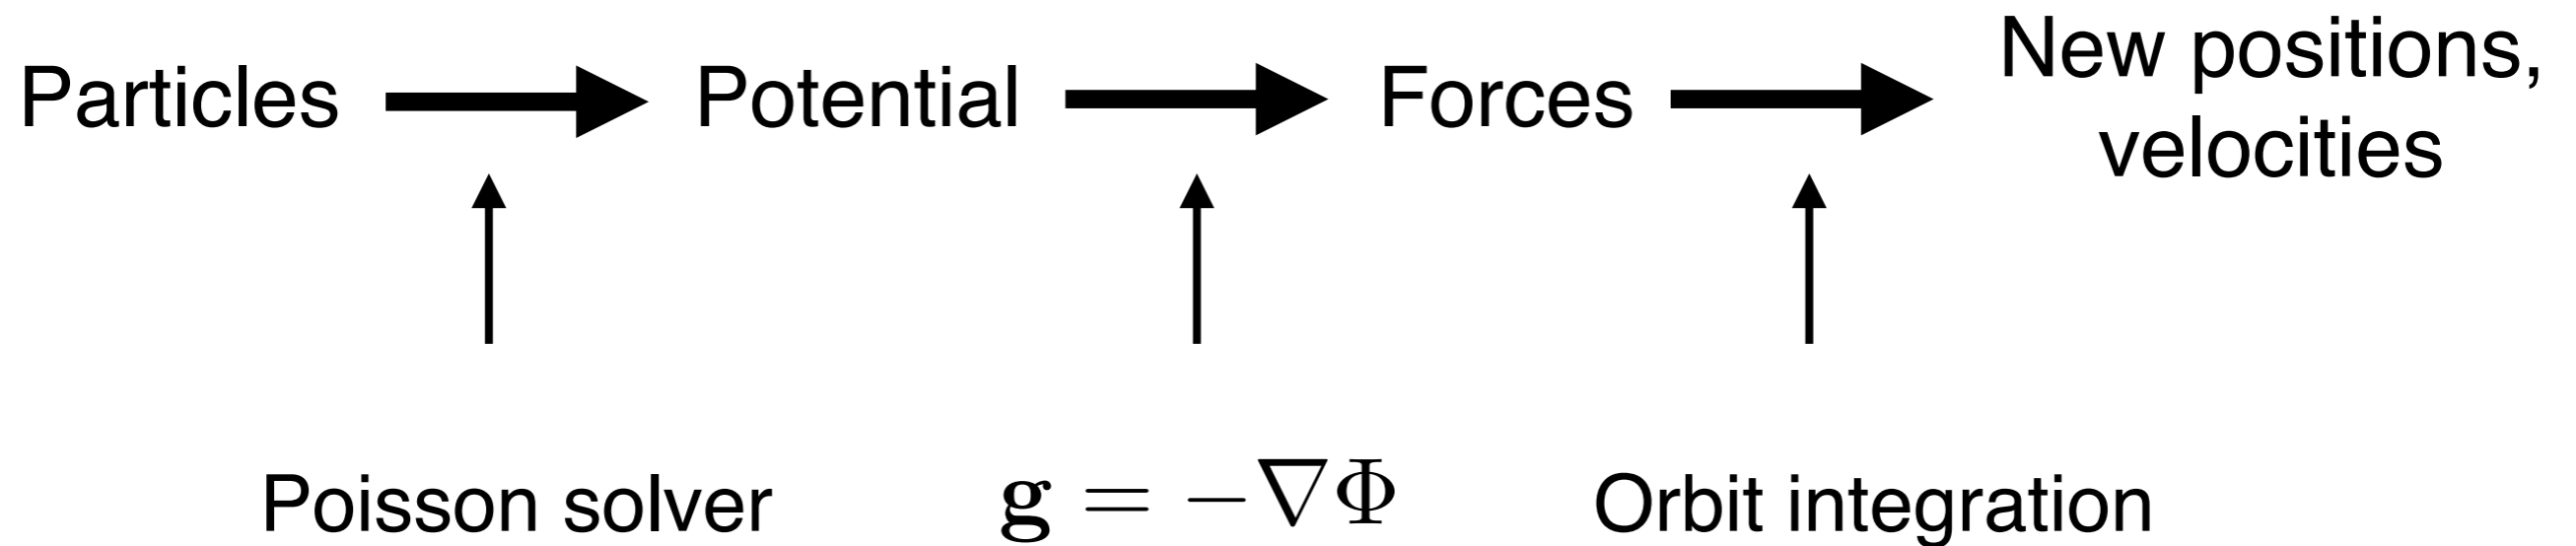 Particles
Potential
Forces
New positions,
velocities
Poisson solver
g = −∇Φ
Orbit integration